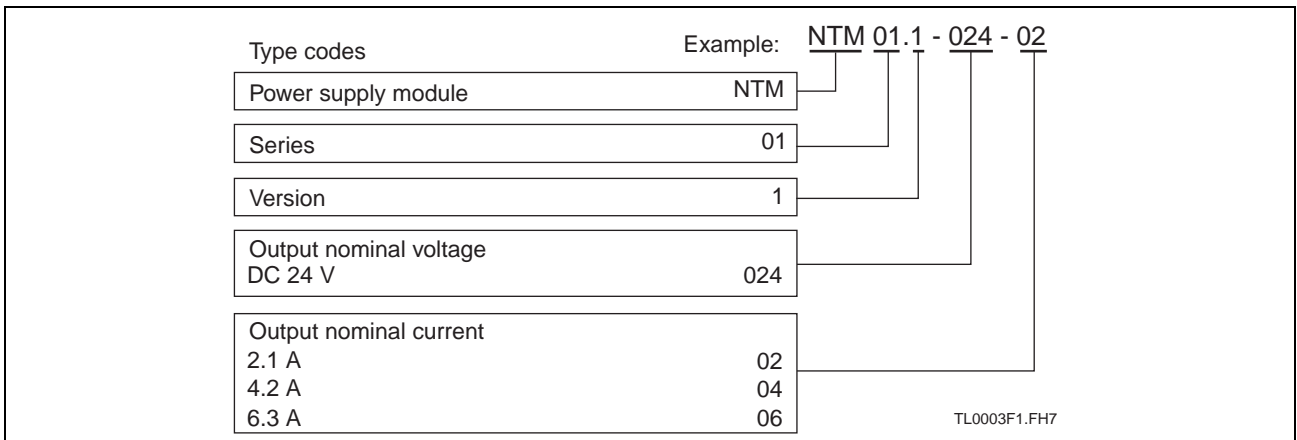 Type codes Example: NTM 01.1 - 024 - 02
Power supply module NTM
Series 01
Version 1
Output nominal voltage
DC 24 V 024
Output nominal current
2.1 A 02
4.2 A 04
6.3 A 06
TL0003F1.FH7